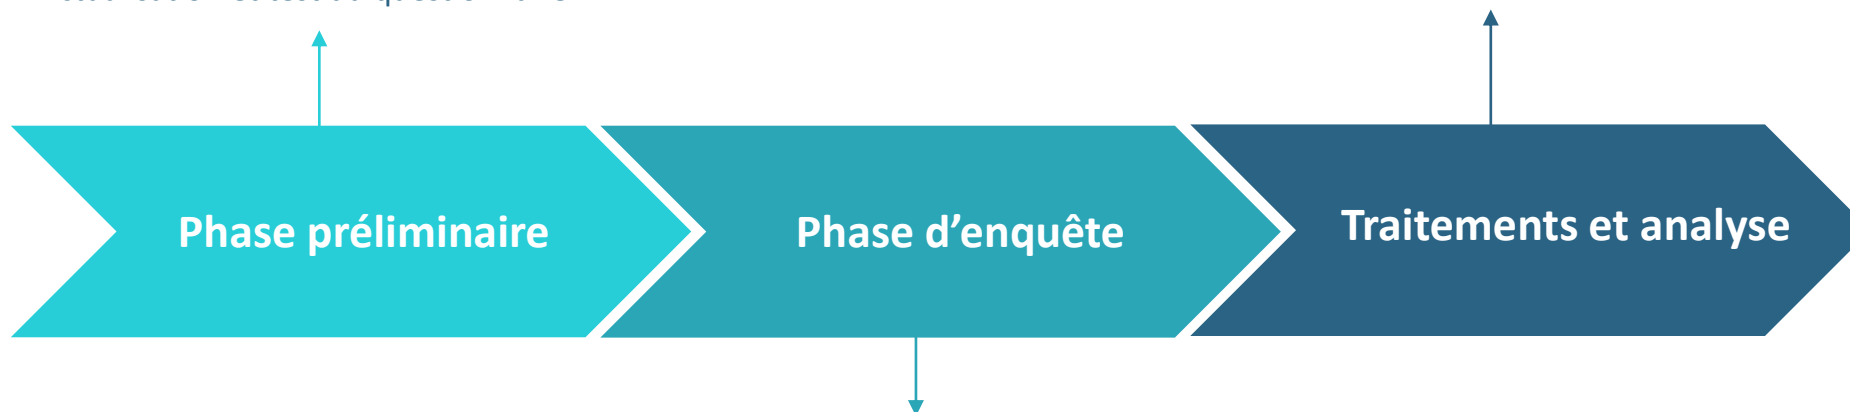 Phase préliminaire
Phase d’enquête
Traitements et analyse